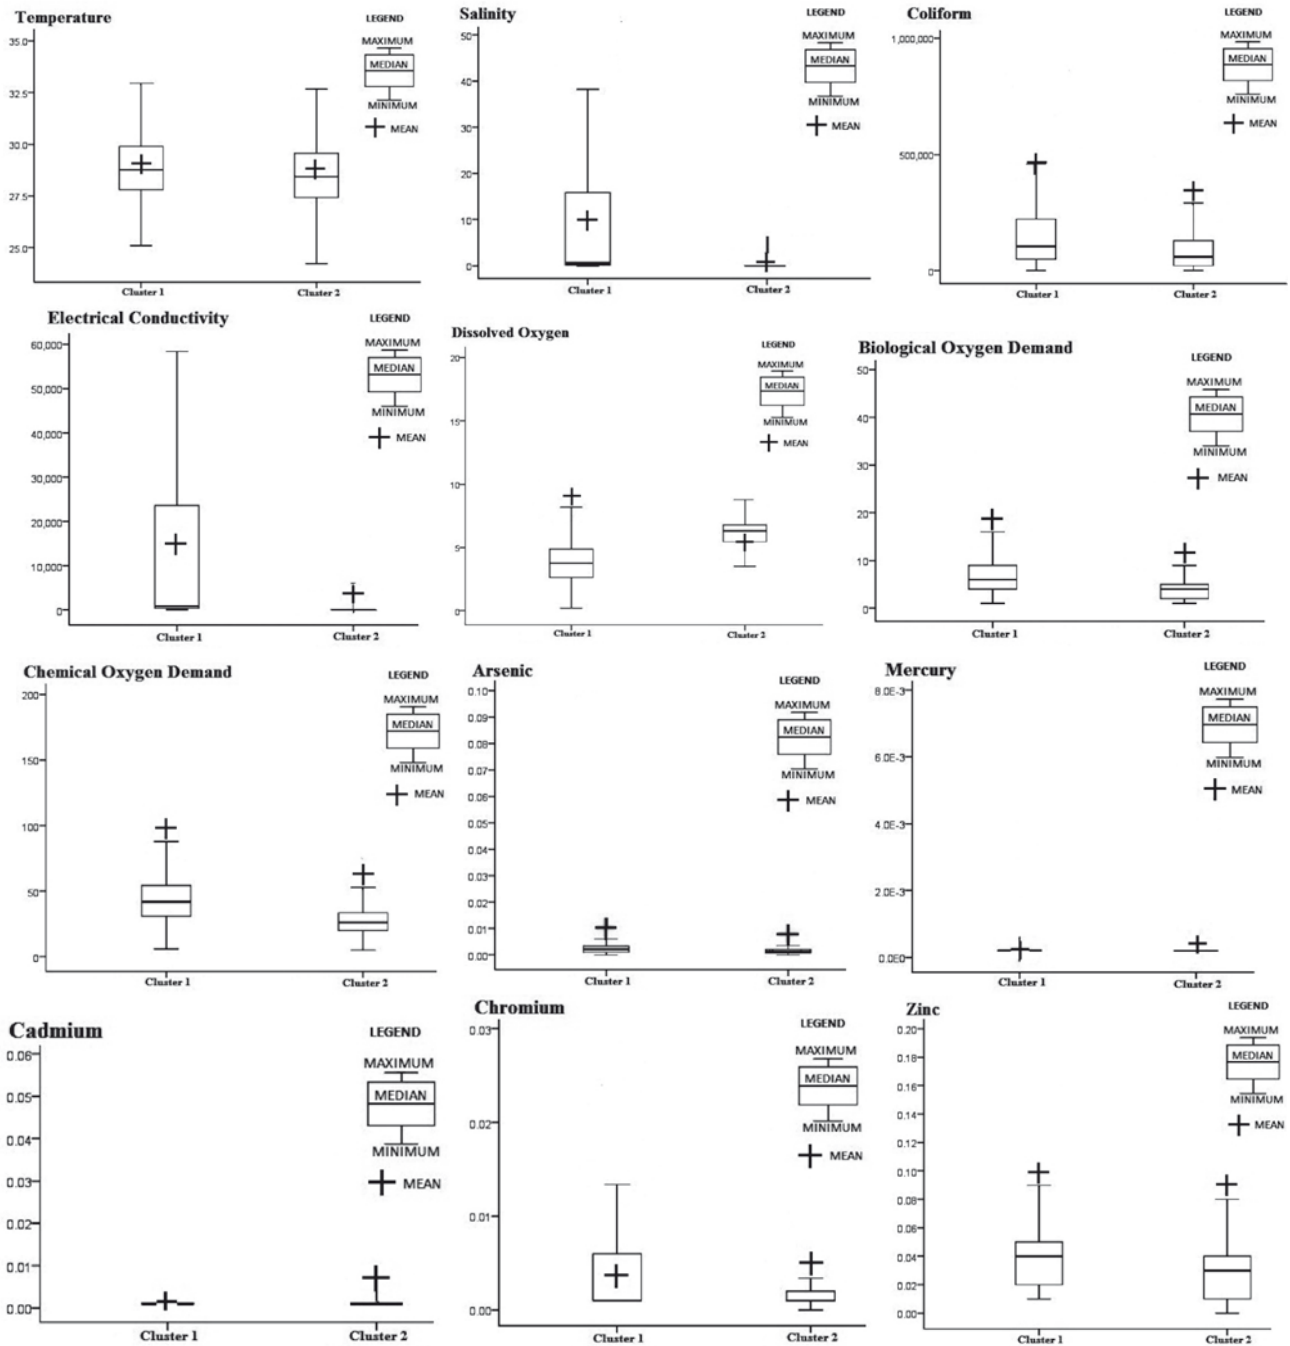 Temperature
LEGEND
MAXIMUM
MEDIAN
MINIMUM
MEAN
35.0
32.5
30.0
27.5
25.0
Cluster 1
Cluster 2
Salinity
LEGEND
MAXIMUM
MEDIAN
MINIMUM
MEAN
50
40
30
20
10
0
Cluster 1
Cluster 2
Coliform
LEGEND
MAXIMUM
MEDIAN
MINIMUM
MEAN
1,000,000
500,000
0
Cluster 1
Cluster 2
Electrical Conductivity
LEGEND
MAXIMUM
MEDIAN
MINIMUM
MEAN
60,000
50,000
40,000
30,000
20,000
10,000
0
Cluster 1
Cluster 2
Dissolved Oxygen
LEGEND
MAXIMUM
MEDIAN
MINIMUM
MEAN
20
15
10
5
0
Cluster 1
Cluster 2
Biological Oxygen Demand
LEGEND
MAXIMUM
MEDIAN
MINIMUM
MEAN
50
40
30
20
10
0
Cluster 1
Cluster 2
Chemical Oxygen Demand
LEGEND
MAXIMUM
MEDIAN
MINIMUM
MEAN
200
150
100
50
0
Cluster 1
Cluster 2
Arsenic
LEGEND
MAXIMUM
MEDIAN
MINIMUM
MEAN
0.10
0.09
0.08
0.07
0.06
0.05
0.04
0.03
0.02
0.01
0.00
Cluster 1
Cluster 2
Mercury
LEGEND
MAXIMUM
MEDIAN
MINIMUM
MEAN
8.0E-3
6.0E-3
4.0E-3
2.0E-3
0.0E0
Cluster 1
Cluster 2
Cadmium
LEGEND
MAXIMUM
MEDIAN
MINIMUM
MEAN
0.06
0.05
0.04
0.03
0.02
0.01
0.00
Cluster 1
Cluster 2
Chromium
LEGEND
MAXIMUM
MEDIAN
MINIMUM
MEAN
0.03
0.02
0.01
0.00
Cluster 1
Cluster 2
Zinc
LEGEND
MAXIMUM
MEDIAN
MINIMUM
MEAN
0.20
0.18
0.16
0.14
0.12
0.10
0.08
0.06
0.04
0.02
0.00
Cluster 1
Cluster 2